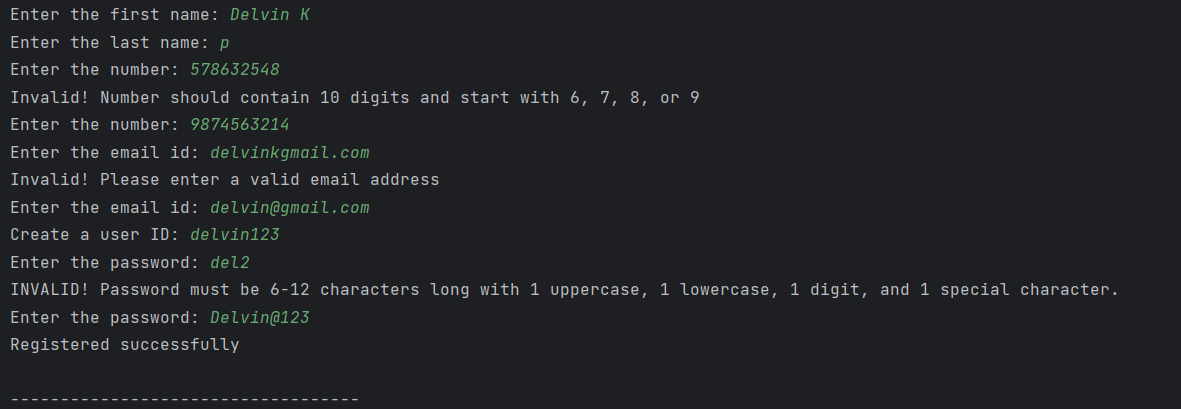 Enter the first name: Delvin K
Enter the last name: p
Enter the number: 578632548
Invalid! Number should contain 10 digits and start with 6, 7, 8, or 9
Enter the number: 9874563214
Enter the email id: delvinkgmail.com
Invalid! Please enter a valid email address
Enter the email id: delvin@gmail.com
Create a user ID: delvin123
Enter the password: del2
INVALID! Password must be 6-12 characters long with 1 uppercase, 1 lowercase, 1 digit, and 1 special character.
Enter the password: Delvin@123
Registered successfully
-----------------------------------